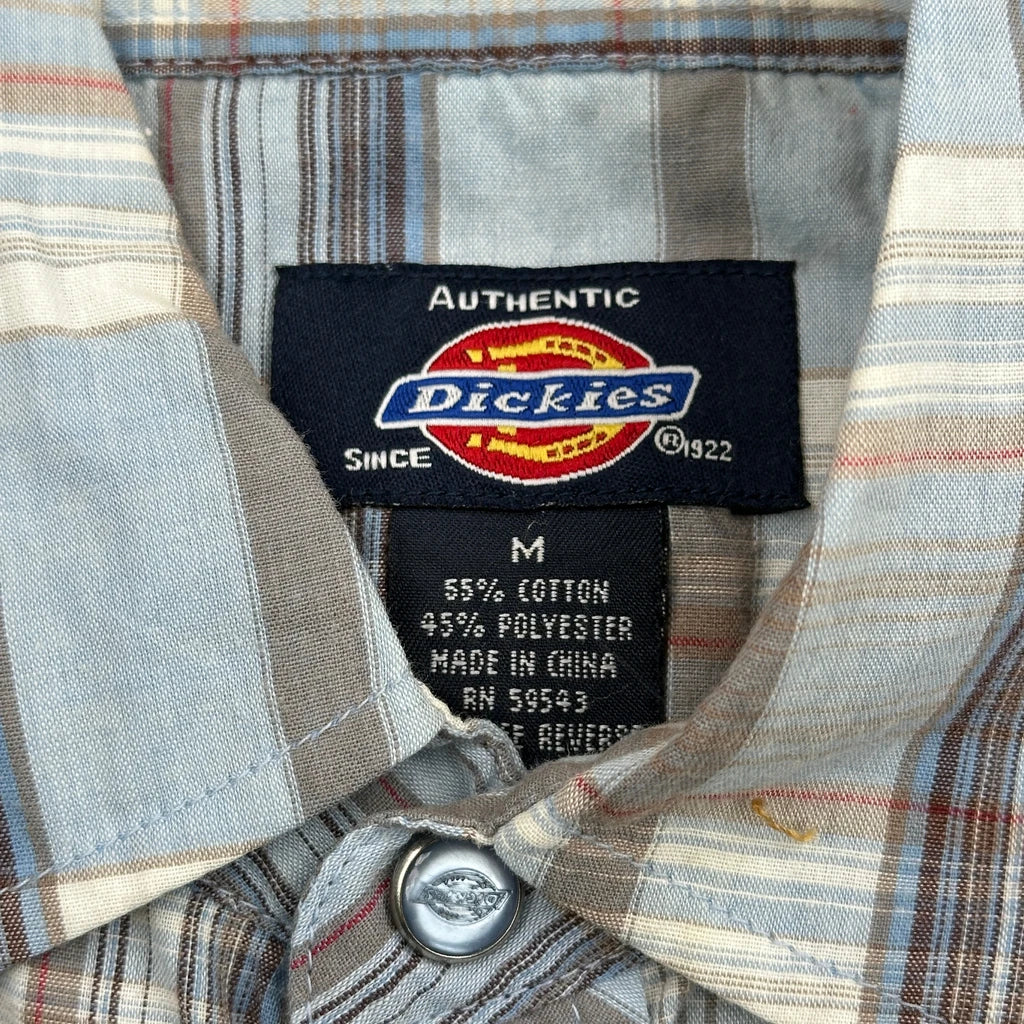 AUTHENTIC
Dickies
SINCE ® 1922
M
55% COTTON
45% POLYESTER
MADE IN CHINA
RN 59543